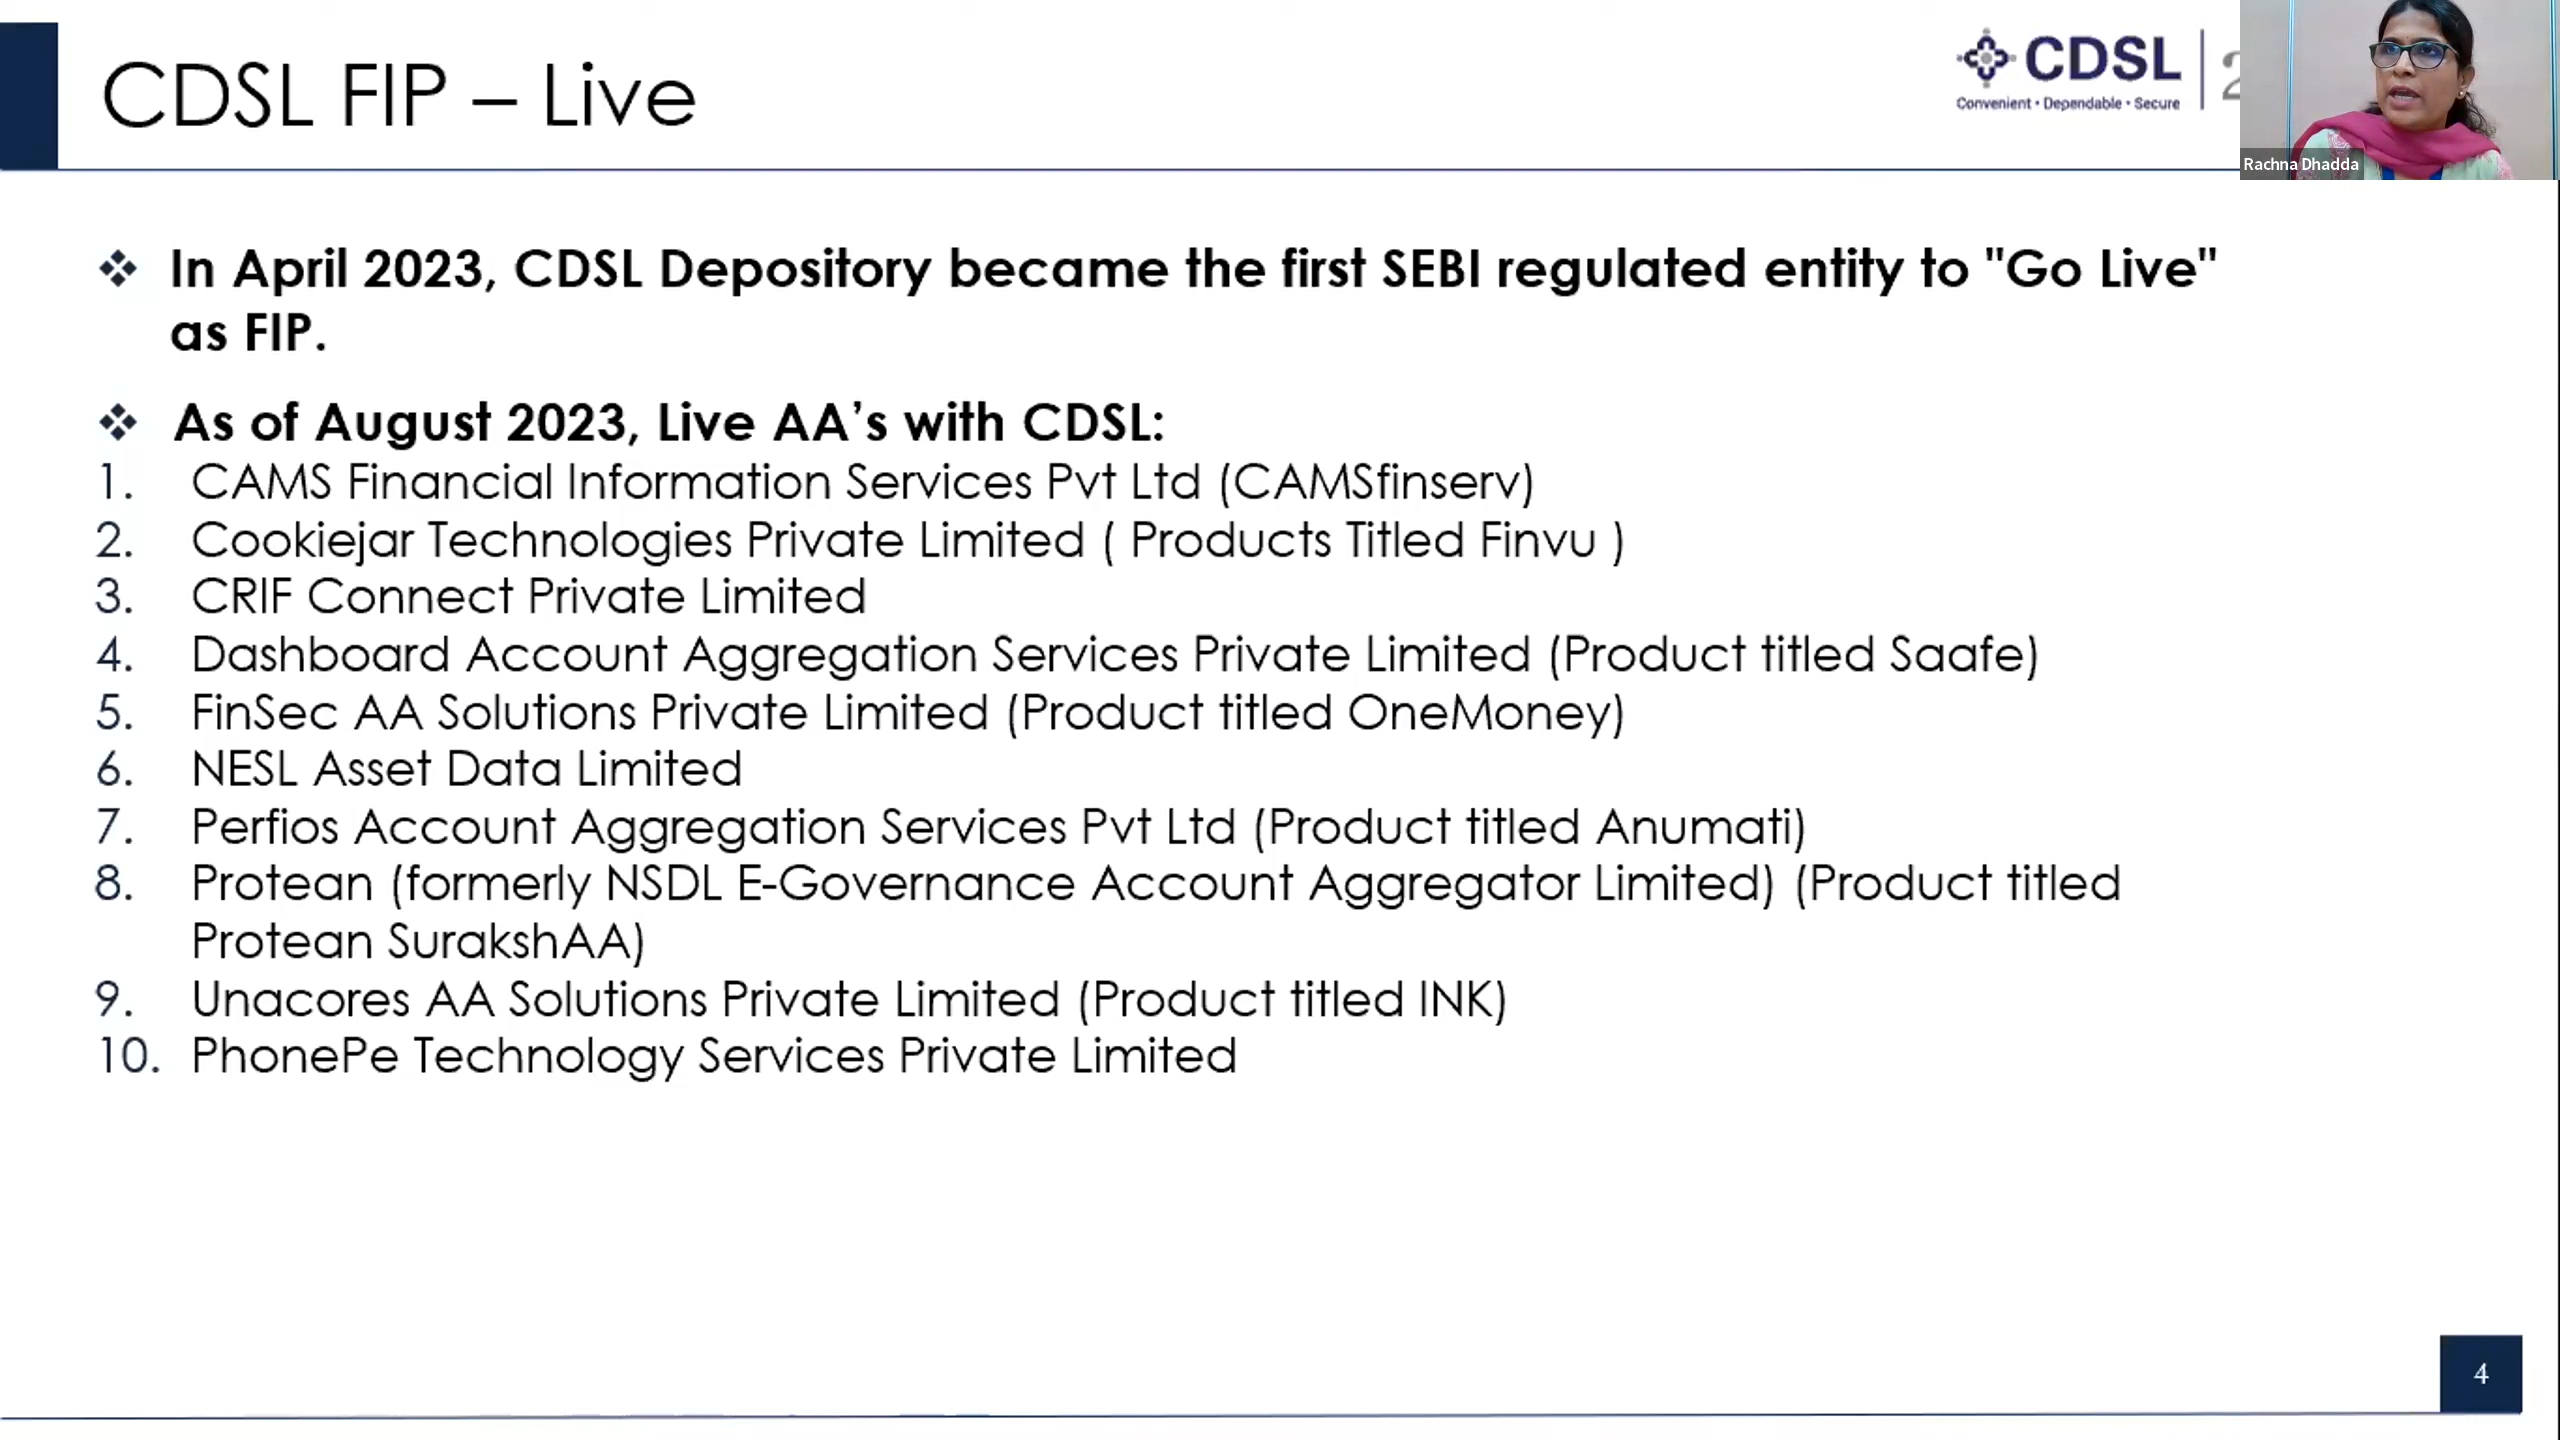 CDSL FIP – Live
CDSL
Convenient • Dependable • Secure
Rachna Dhadda
❖ In April 2023, CDSL Depository became the first SEBI regulated entity to "Go Live"
as FIP.
❖ As of August 2023, Live AA’s with CDSL:
1. CAMS Financial Information Services Pvt Ltd (CAMSfinserv)
2. Cookiejar Technologies Private Limited ( Products Titled Finvu )
3. CRIF Connect Private Limited
4. Dashboard Account Aggregation Services Private Limited (Product titled Saafe)
5. FinSec AA Solutions Private Limited (Product titled OneMoney)
6. NESL Asset Data Limited
7. Perfios Account Aggregation Services Pvt Ltd (Product titled Anumati)
8. Protean (formerly NSDL E-Governance Account Aggregator Limited) (Product titled
Protean SurakshAA)
9. Unacores AA Solutions Private Limited (Product titled INK)
10. PhonePe Technology Services Private Limited
4